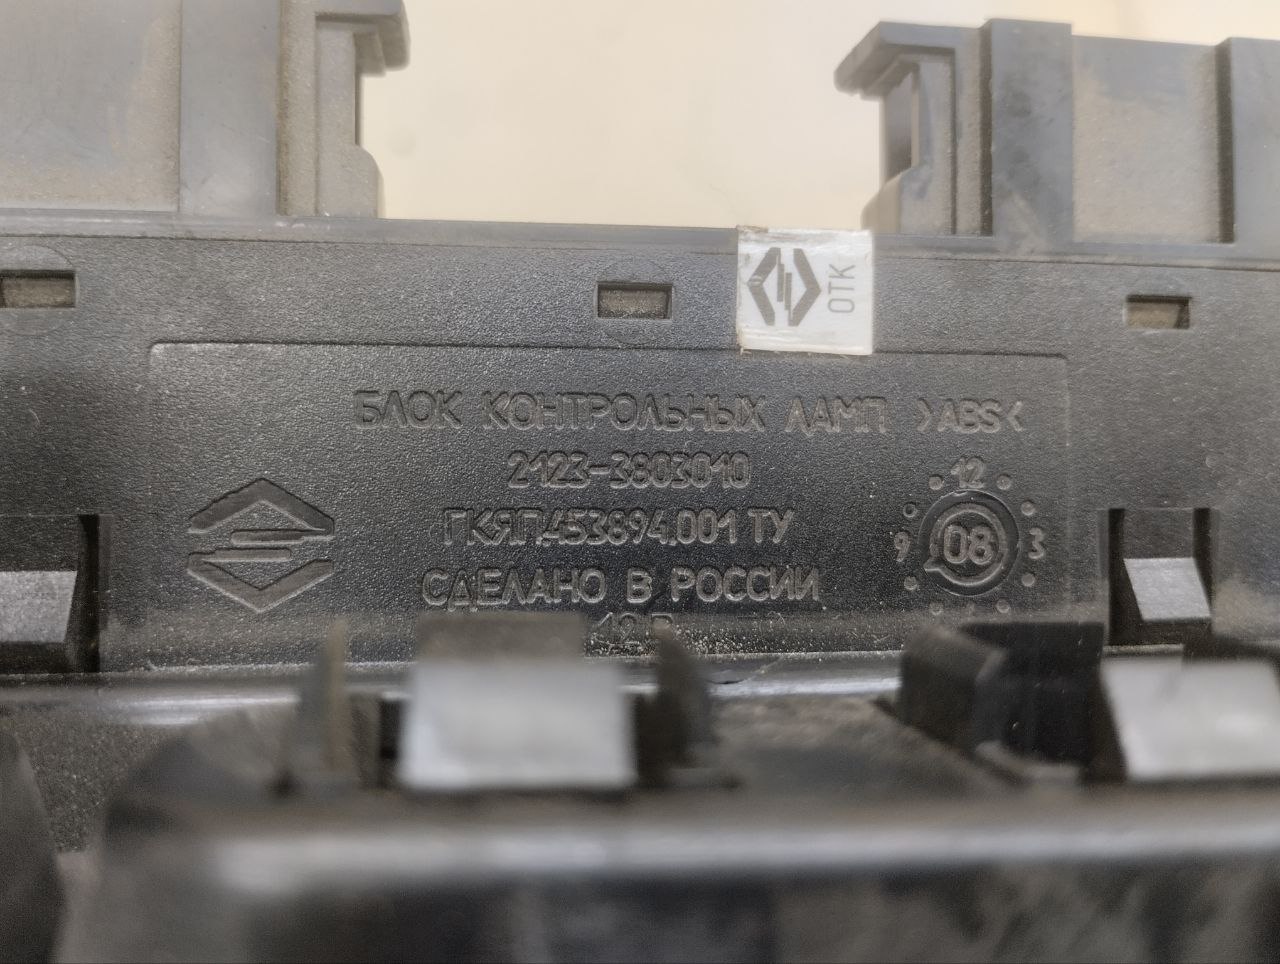 ОТК
БЛОК КОНТРОЛЬНЫХ ЛАМП >ABS<
2123-3803010
ГКЯП.453894.001 ТУ
СДЕЛАНО В РОССИИ
12
9 08 3